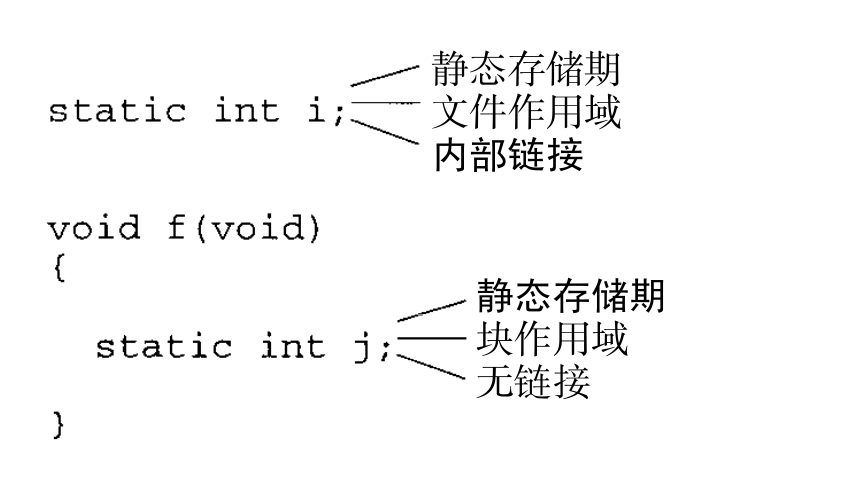 静态存储期
static int i;
文件作用域
内部链接
void f(void)
{
静态存储期
static int j;
块作用域
无链接
}